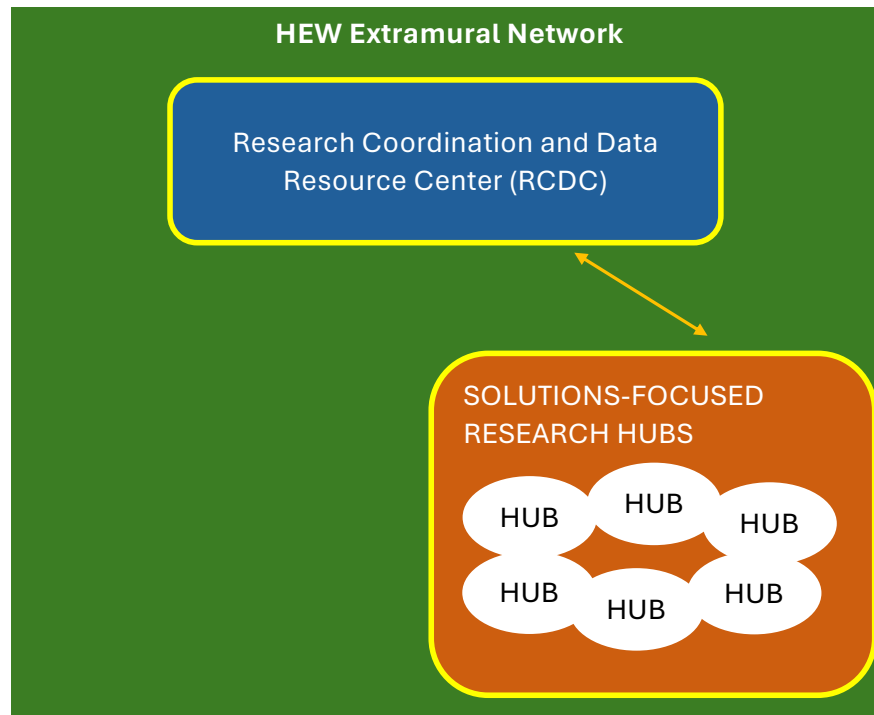 HEW Extramural Network
Research Coordination and Data
Resource Center (RCDC)
SOLUTIONS-FOCUSED
RESEARCH HUBS
HUB
HUB
HUB
HUB
HUB
HUB